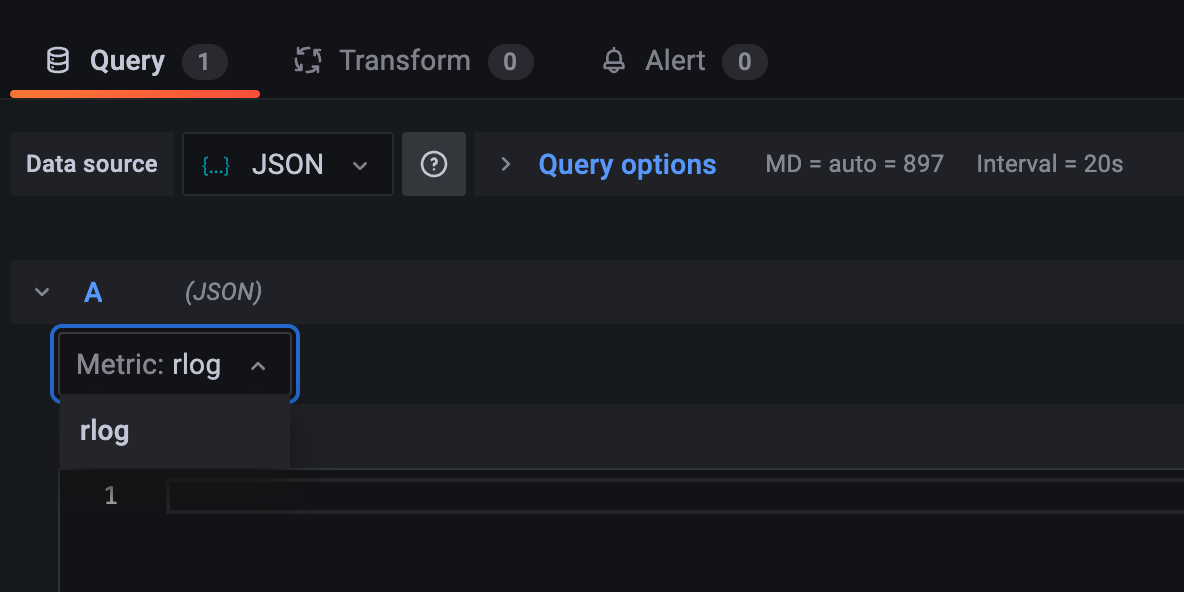 Query 1 Transform 0 Alert 0
Data source {...} JSON ? Query options MD = auto = 897 Interval = 20s
A (JSON)
Metric: rlog
rlog
1